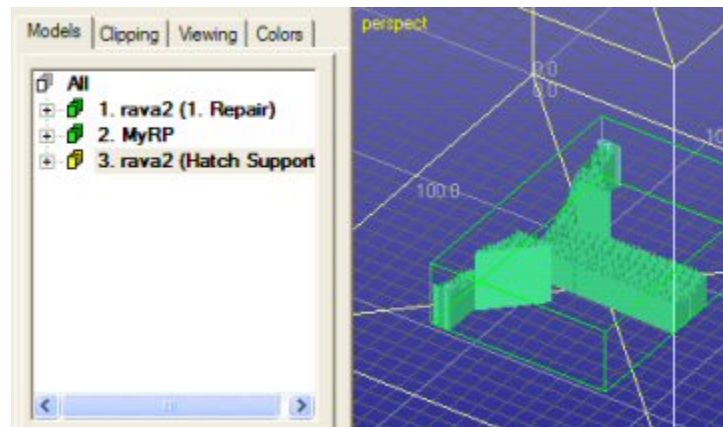 Models Clipping Viewing Colors
All
1. rava2 (1. Repair)
2. MyRP
3. rava2 (Hatch Support
perspect
0.0
0.0
10
100.0